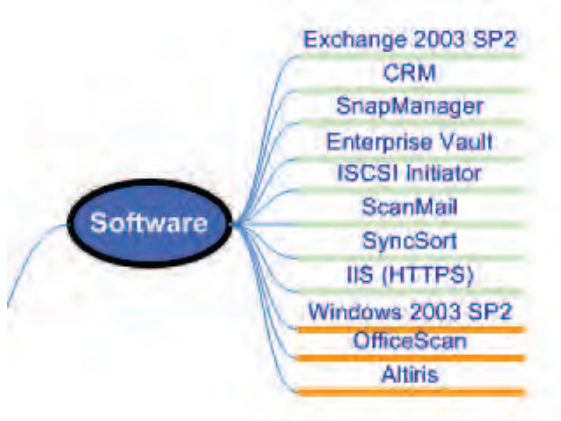 Exchange 2003 SP2
CRM
SnapManager
Enterprise Vault
ISCSI Initiator
ScanMail
Software
SyncSort
IIS (HTTPS)
Windows 2003 SP2
OfficeScan
Altiris